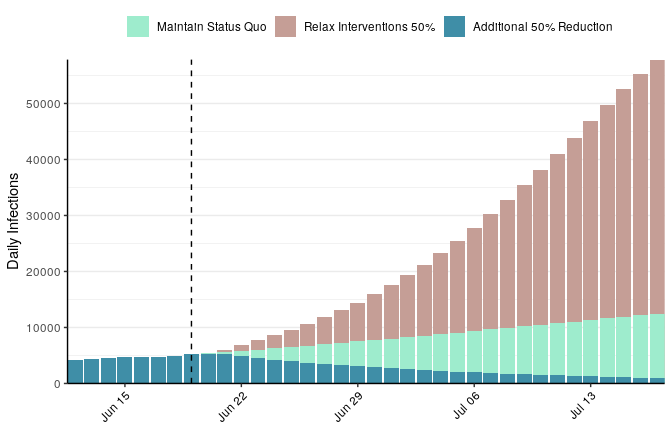 Maintain Status Quo Relax Interventions 50% Additional 50% Reduction
Daily Infections
50000
40000
30000
20000
10000
0
Jun 15 Jun 22 Jun 29 Jul 06 Jul 13